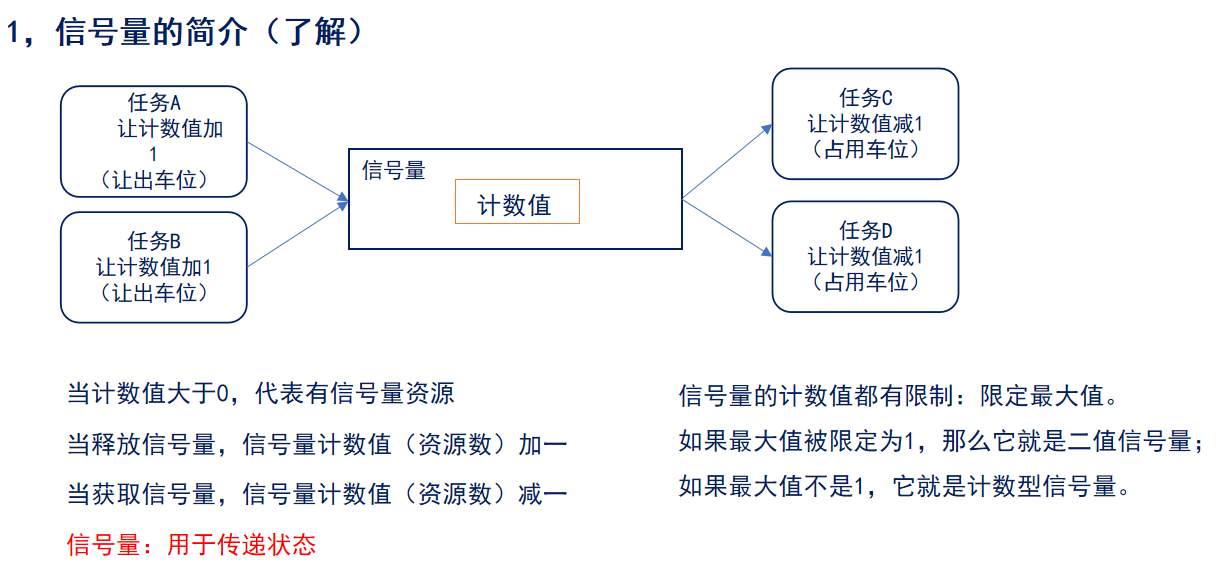 1，信号量的简介（了解）
任务A
让计数值加
1
（让出车位）
任务B
让计数值加1
（让出车位）
信号量
计数值
任务C
让计数值减1
（占用车位）
任务D
让计数值减1
（占用车位）
当计数值大于0，代表有信号量资源
当释放信号量，信号量计数值（资源数）加一
当获取信号量，信号量计数值（资源数）减一
信号量：用于传递状态
信号量的计数值都有限制：限定最大值。
如果最大值被限定为1，那么它就是二值信号量；
如果最大值不是1，它就是计数型信号量。